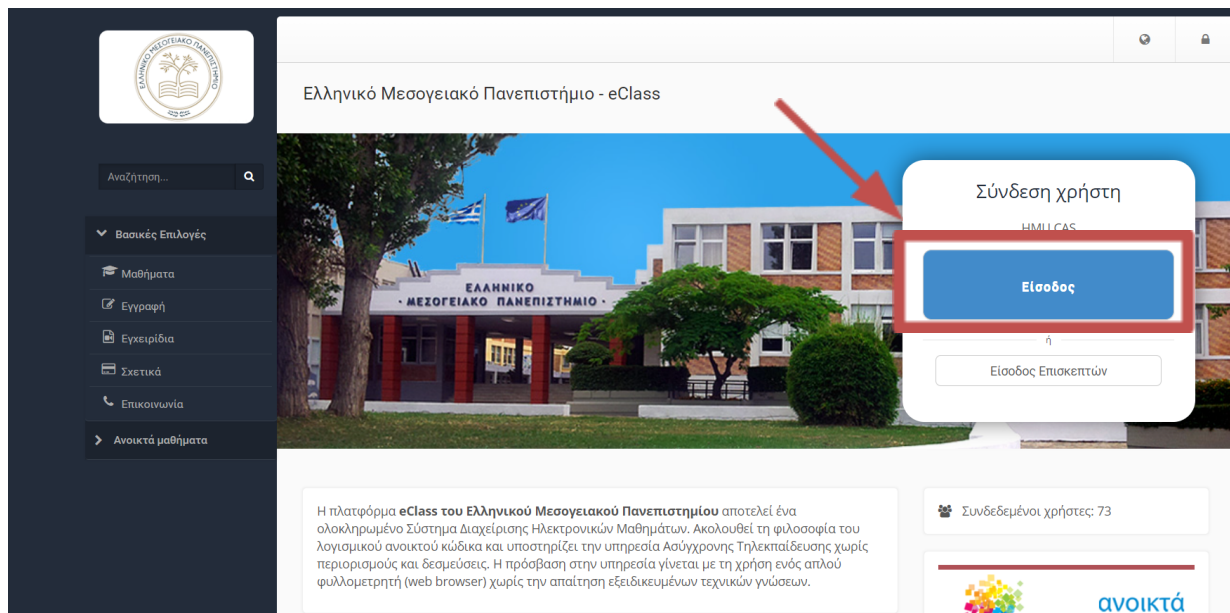 ΕΛΛΗΝΙΚΟ ΜΕΣΟΓΕΙΑΚΟ ΠΑΝΕΠΙΣΤΗΜΙΟ
Ελληνικό Μεσογειακό Πανεπιστήμιο - eClass
Αναζήτηση...
Βασικές Επιλογές
Μαθήματα
Εγγραφή
Εγχειρίδια
Σχετικά
Επικοινωνία
Ανοικτά μαθήματα
ΕΛΛΗΝΙΚΟ
· ΜΕΣΟΓΕΙΑΚΟ ΠΑΝΕΠΙΣΤΗΜΙΟ ·
Σύνδεση χρήστη
HMU CAS
Είσοδος
ή
Είσοδος Επισκεπτών
Η πλατφόρμα eClass του Ελληνικού Μεσογειακού Πανεπιστημίου αποτελεί ένα
ολοκληρωμένο Σύστημα Διαχείρισης Ηλεκτρονικών Μαθημάτων. Ακολουθεί τη φιλοσοφία του
λογισμικού ανοικτού κώδικα και υποστηρίζει την υπηρεσία Ασύγχρονης Τηλεκπαίδευσης χωρίς
περιορισμούς και δεσμεύσεις. Η πρόσβαση στην υπηρεσία γίνεται με τη χρήση ενός απλού
φυλλομετρητή (web browser) χωρίς την απαίτηση εξειδικευμένων τεχνικών γνώσεων.
Συνδεδεμένοι χρήστες: 73
ανοικτά